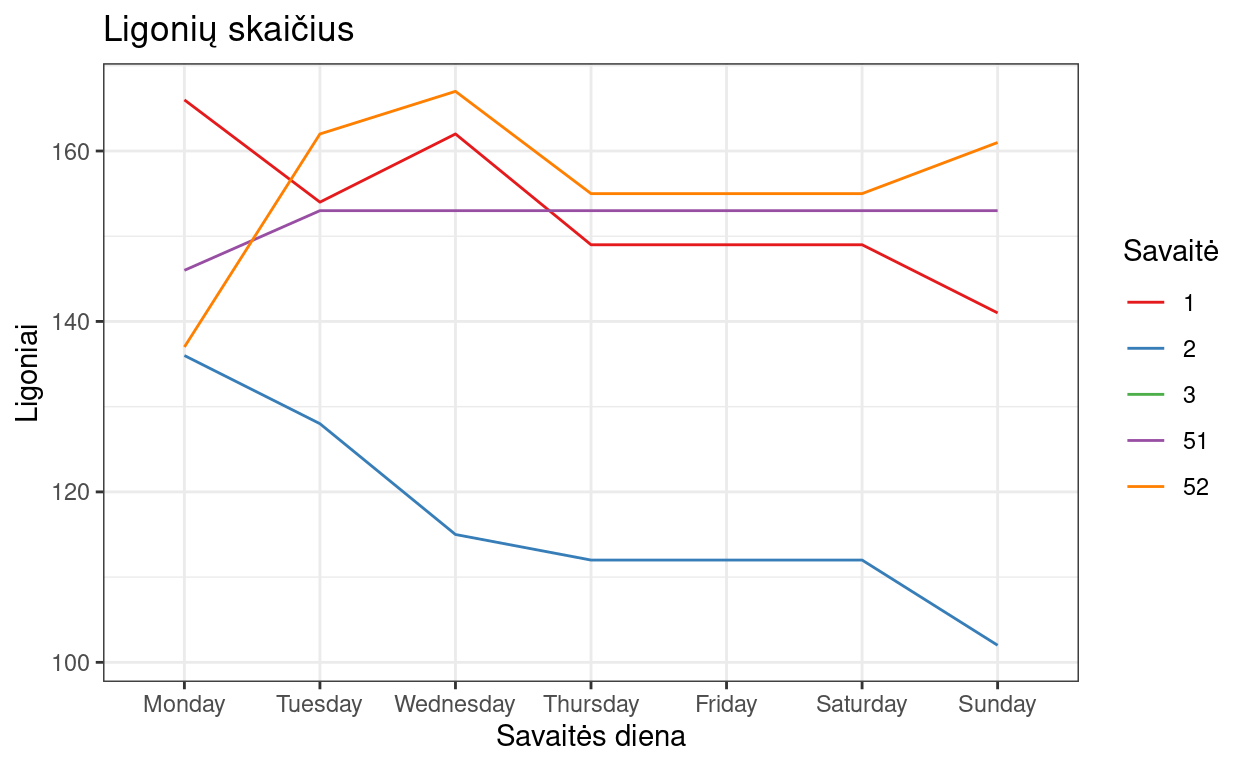 Ligonių skaičius
Ligoniai
160
140
120
100
Monday Tuesday Wednesday Thursday Friday Saturday Sunday
Savaitės diena
Savaitė
1
2
3
51
52